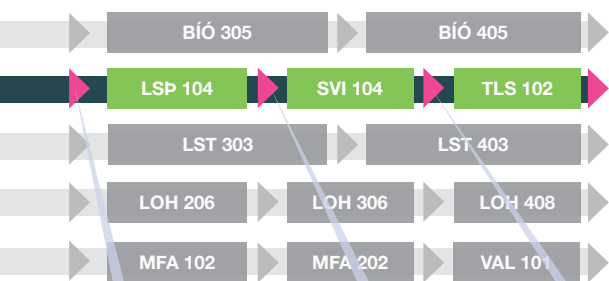 BÍÓ 305 BÍÓ 405
LSÞ 104 SVI 104 TLS 102
LST 303 LST 403
LOH 206 LOH 306 LOH 408
MFA 102 MFA 202 VAL 101